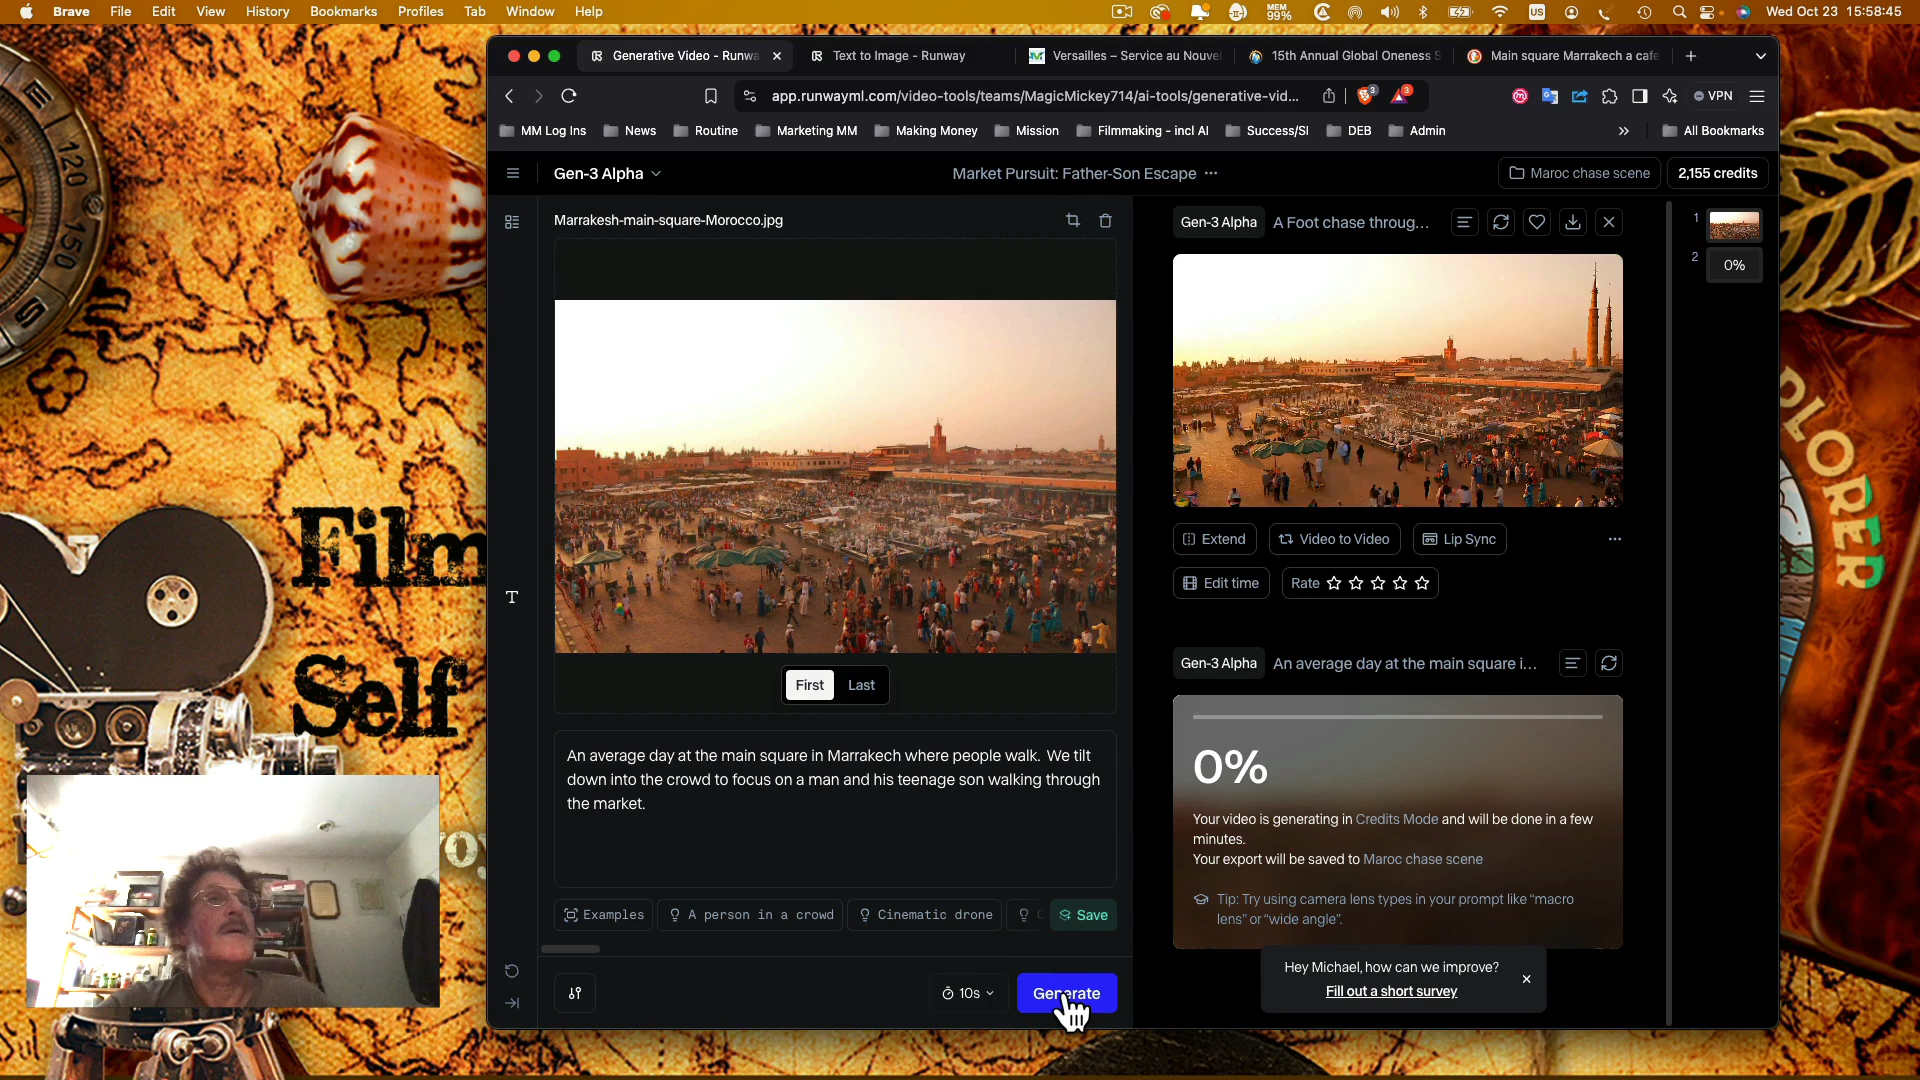 Brave File Edit View History Bookmarks Profiles Tab Window Help
MEM
99%
US
Wed Oct 23 15:58:45
Generative Video - Runwa
Text to Image - Runway
Versailles – Service au Nouvel
15th Annual Global Oneness S
Main square Marrakech a cafe
app.runwayml.com/video-tools/teams/MagicMickey714/ai-tools/generative-vid...
3
3
VPN
MM Log Ins
News
Routine
Marketing MM
Making Money
Mission
Filmmaking - incl AI
Success/SI
DEB
Admin
»
All Bookmarks
Gen-3 Alpha
Market Pursuit: Father-Son Escape
Maroc chase scene
2,155 credits
Marrakesh-main-square-Morocco.jpg
First
Last
An average day at the main square in Marrakech where people walk. We tilt
down into the crowd to focus on a man and his teenage son walking through
the market.
Examples
A person in a crowd
Cinematic drone
Save
10s
Generate
Gen-3 Alpha
A Foot chase throug...
Extend
Video to Video
Lip Sync
Edit time
Rate
Gen-3 Alpha
An average day at the main square i...
0%
Your video is generating in Credits Mode and will be done in a few
minutes.
Your export will be saved to Maroc chase scene
Tip: Try using camera lens types in your prompt like "macro
lens" or "wide angle".
Hey Michael, how can we improve?
Fill out a short survey
1
2
0%
Film
Self
120
150